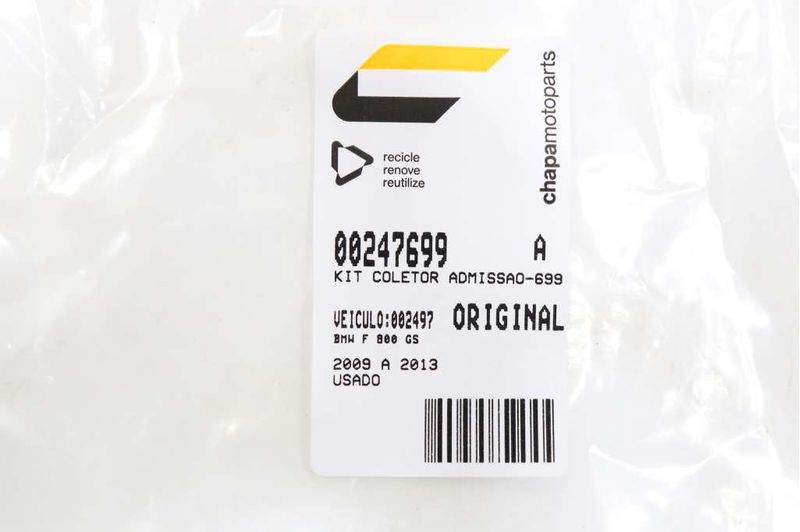 chapamotoparts
recicle
renove
reutilize
00247699 A
KIT COLETOR ADMISSAO-699
VEICULO:002497 ORIGINAL
BMW F 800 GS
2009 A 2013
USADO